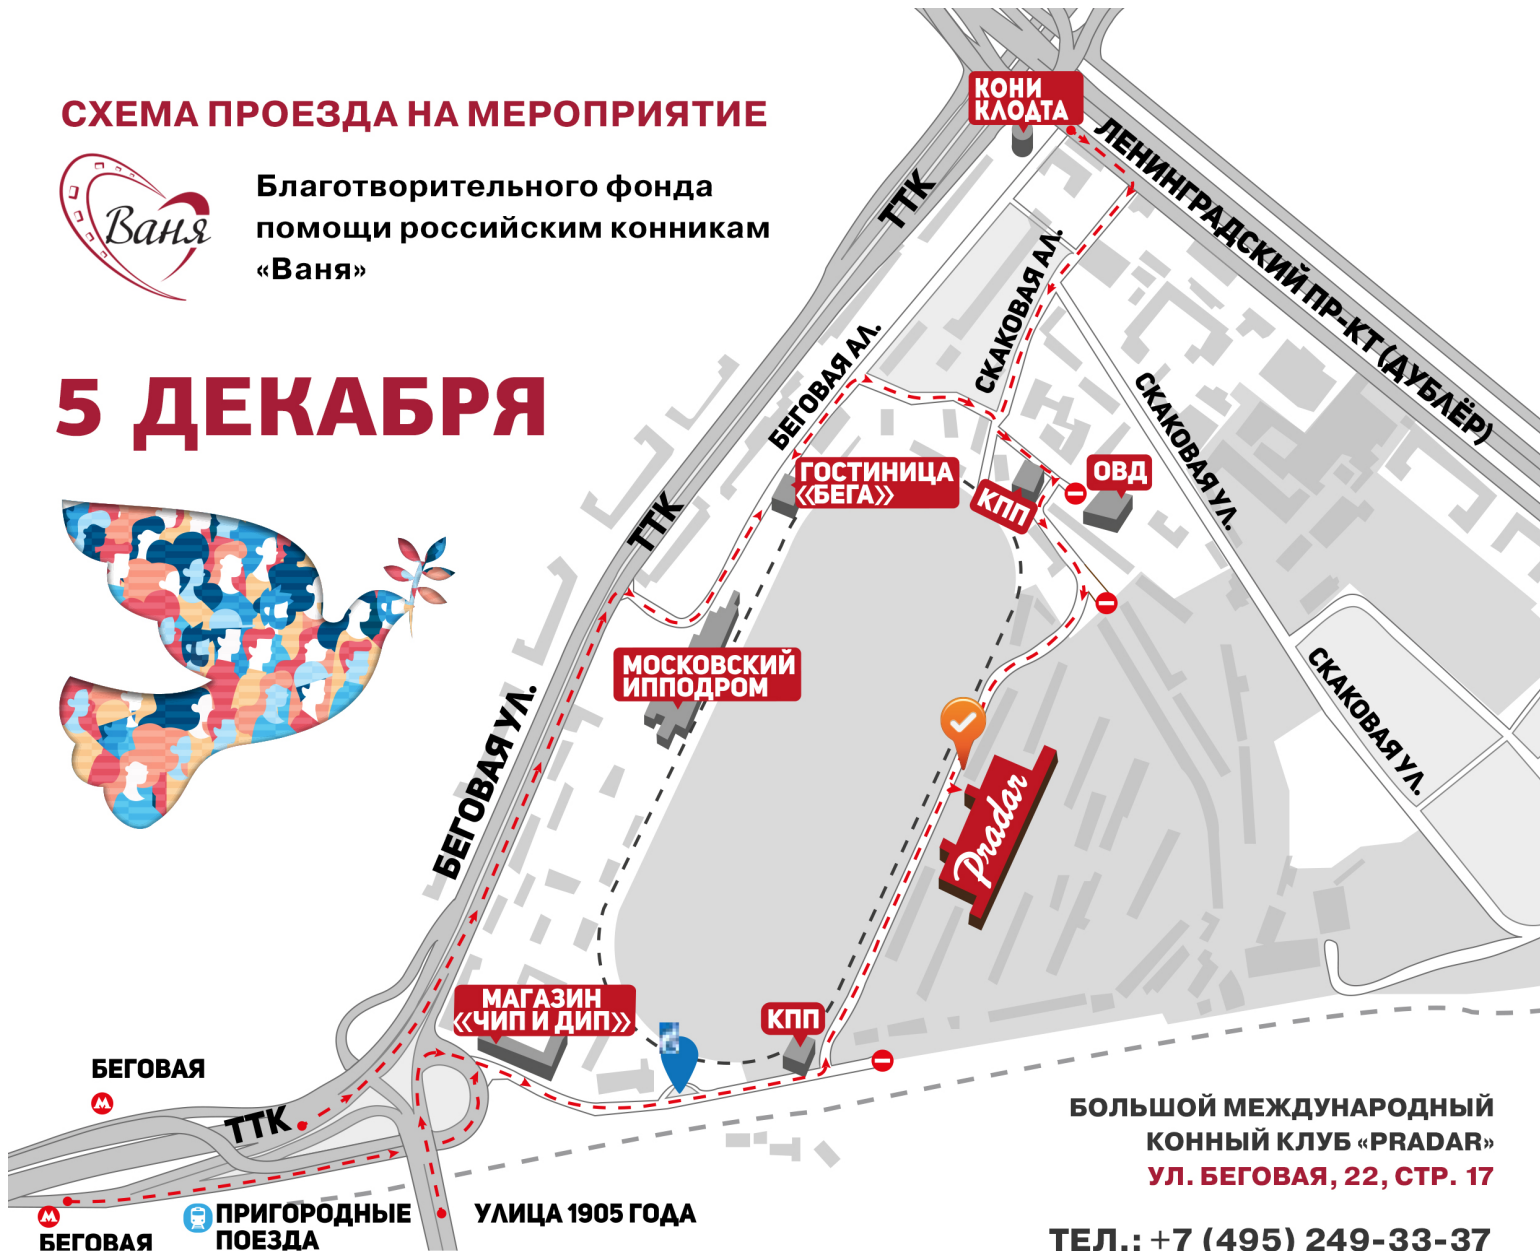 СХЕМА ПРОЕЗДА НА МЕРОПРИЯТИЕ
Ваня
Благотворительного фонда
помощи российским конникам
«Ваня»
5 ДЕКАБРЯ
КОНИ
КЛОДТА
ЛЕНИНГРАДСКИЙ ПР-КТ (ДУБЛЁР)
ТТК
СКАКОВАЯ АЛ.
БЕГОВАЯ АЛ.
СКАКОВАЯ УЛ.
ГОСТИНИЦА
«БЕГА»
КПП
ОВД
ТТК
МОСКОВСКИЙ
ИППОДРОМ
СКАКОВАЯ УЛ.
БЕГОВАЯ УЛ.
Pradar
МАГАЗИН
«ЧИП И ДИП»
КПП
БЕГОВАЯ
М
ТТК
М
БЕГОВАЯ
ПРИГОРОДНЫЕ
ПОЕЗДА
УЛИЦА 1905 ГОДА
БОЛЬШОЙ МЕЖДУНАРОДНЫЙ
КОННЫЙ КЛУБ «PRADAR»
УЛ. БЕГОВАЯ, 22, СТР. 17
ТЕЛ.: +7 (495) 249-33-37